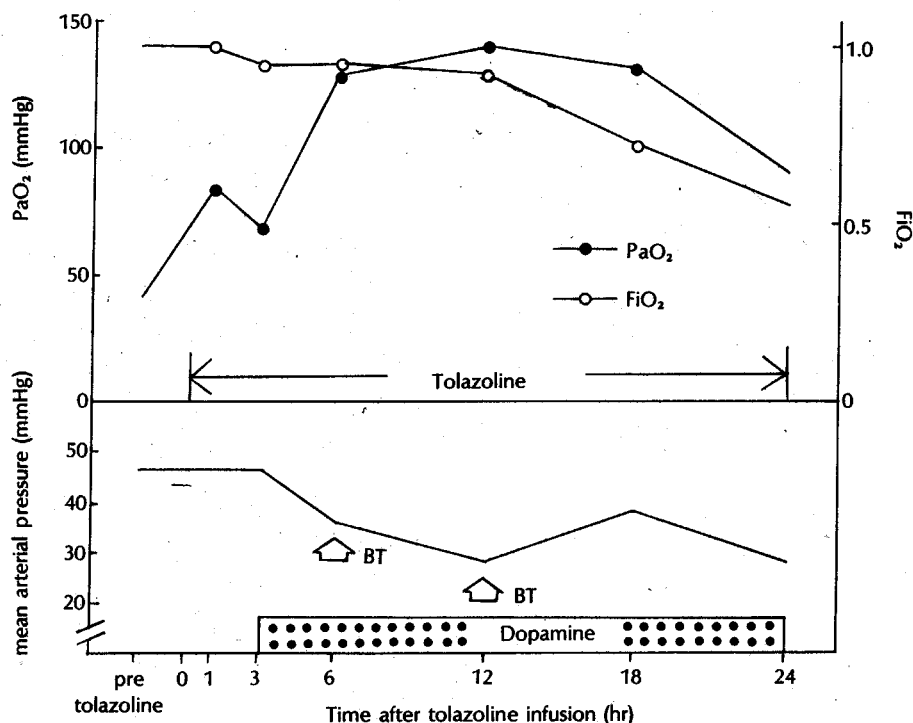 150
100
50
0
PaO₂ (mmHg)
1.0
0.5
0
FiO₂
PaO₂
FiO₂
Tolazoline
mean arterial pressure (mmHg)
50
40
30
20
BT
BT
Dopamine
pre 0 1 3 6 12 18 24
tolazoline
Time after tolazoline infusion (hr)